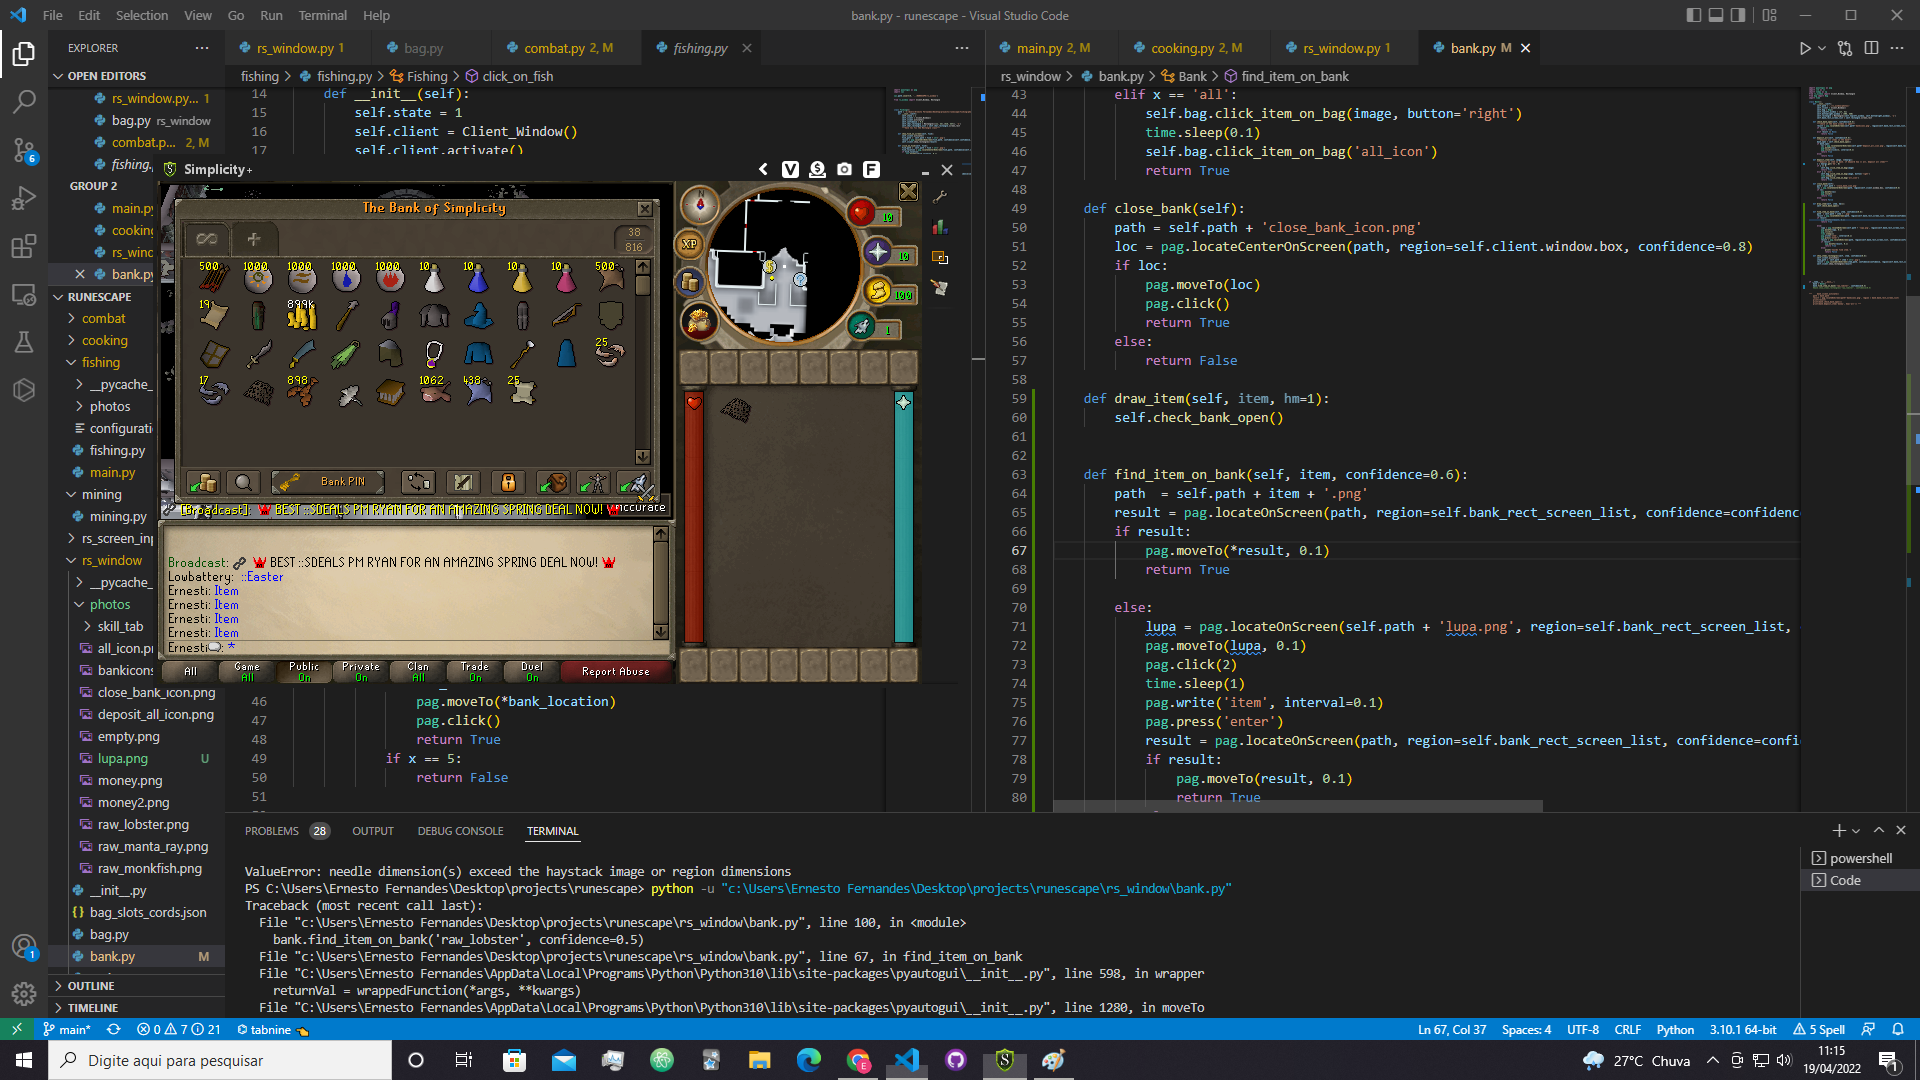 File Edit Selection View Go Run Terminal Help
bank.py - runescape - Visual Studio Code
EXPLORER
OPEN EDITORS
rs_window.py... 1
bag.py rs_window
combat.p... 2, M
fishing.
GROUP 2
main.py
cooking
rs_wind
bank.py
RUNESCAPE
combat
cooking
fishing
__pycache_
photos
configurati
fishing.py
main.py
mining
mining.py
rs_screen_inp
rs_window
__pycache_
photos
skill_tab
all_icon.pn
bankicons
close_bank_icon.png
deposit_all_icon.png
empty.png
lupa.png U
money.png
money2.png
raw_lobster.png
raw_manta_ray.png
raw_monkfish.png
__init__.py
bag_slots_cords.json
bag.py
bank.py M
OUTLINE
TIMELINE
rs_window.py 1
bag.py
combat.py 2, M
fishing.py
fishing > fishing.py > Fishing > click_on_fish
14 def __init__(self):
15 self.state = 1
16 self.client = Client_Window()
17 self.client.activate()
Simplicity+
The Bank of Simplicity
38
816
500 1000 1000 1000 1000 10 10 10 10 500
19 899K
25
17 898 1062 438 25
Bank PIN
[Broadcast]: BEST ::SDEALS PM RYAN FOR AN AMAZING SPRING DEAL NOW!
XP
10
10
100
1
Broadcast: BEST ::SDEALS PM RYAN FOR AN AMAZING SPRING DEAL NOW!
Lowbattery: ::Easter
Ernesti: Item
Ernesti: Item
Ernesti: Item
Ernesti: Item
Ernesti : *
All
Game All
Public On
Private On
Clan All
Trade On
Duel On
Report Abuse
46 pag.moveTo(*bank_location)
47 pag.click()
48 return True
49 if x == 5:
50 return False
51
main.py 2, M
cooking.py 2, M
rs_window.py 1
bank.py M
rs_window > bank.py > Bank > find_item_on_bank
43 elif x == 'all':
44 self.bag.click_item_on_bag(image, button='right')
45 time.sleep(0.1)
46 self.bag.click_item_on_bag('all_icon')
47 return True
48
49 def close_bank(self):
50 path = self.path + 'close_bank_icon.png'
51 loc = pag.locateCenterOnScreen(path, region=self.client.window.box, confidence=0.8)
52 if loc:
53 pag.moveTo(loc)
54 pag.click()
55 return True
56 else:
57 return False
58
59 def draw_item(self, item, hm=1):
60 self.check_bank_open()
61
62
63 def find_item_on_bank(self, item, confidence=0.6):
64 path  = self.path + item + '.png'
65 result = pag.locateOnScreen(path, region=self.bank_rect_screen_list, confidence=confidenc
66 if result:
67 pag.moveTo(*result, 0.1)
68 return True
69
70 else:
71 lupa = pag.locateOnScreen(self.path + 'lupa.png', region=self.bank_rect_screen_list,
72 pag.moveTo(lupa, 0.1)
73 pag.click(2)
74 time.sleep(1)
75 pag.write('item', interval=0.1)
76 pag.press('enter')
77 result = pag.locateOnScreen(path, region=self.bank_rect_screen_list, confidence=confi
78 if result:
79 pag.moveTo(result, 0.1)
80 return True
PROBLEMS 28 OUTPUT DEBUG CONSOLE TERMINAL
ValueError: needle dimension(s) exceed the haystack image or region dimensions
PS C:\Users\Ernesto Fernandes\Desktop\projects\runescape> python -u "c:\Users\Ernesto Fernandes\Desktop\projects\runescape\rs_window\bank.py"
Traceback (most recent call last):
File "c:\Users\Ernesto Fernandes\Desktop\projects\runescape\rs_window\bank.py", line 100, in <module>
bank.find_item_on_bank('raw_lobster', confidence=0.5)
File "c:\Users\Ernesto Fernandes\Desktop\projects\runescape\rs_window\bank.py", line 67, in find_item_on_bank
File "C:\Users\Ernesto Fernandes\AppData\Local\Programs\Python\Python310\lib\site-packages\pyautogui\__init__.py", line 598, in wrapper
returnVal = wrappedFunction(*args, **kwargs)
File "C:\Users\Ernesto Fernandes\AppData\Local\Programs\Python\Python310\lib\site-packages\pyautogui\__init__.py", line 1280, in moveTo
powershell
Code
main* 0 7 21 tabnine
Ln 67, Col 37 Spaces: 4 UTF-8 CRLF Python 3.10.1 64-bit 5 Spell
Digite aqui para pesquisar
27°C Chuva
11:15
19/04/2022